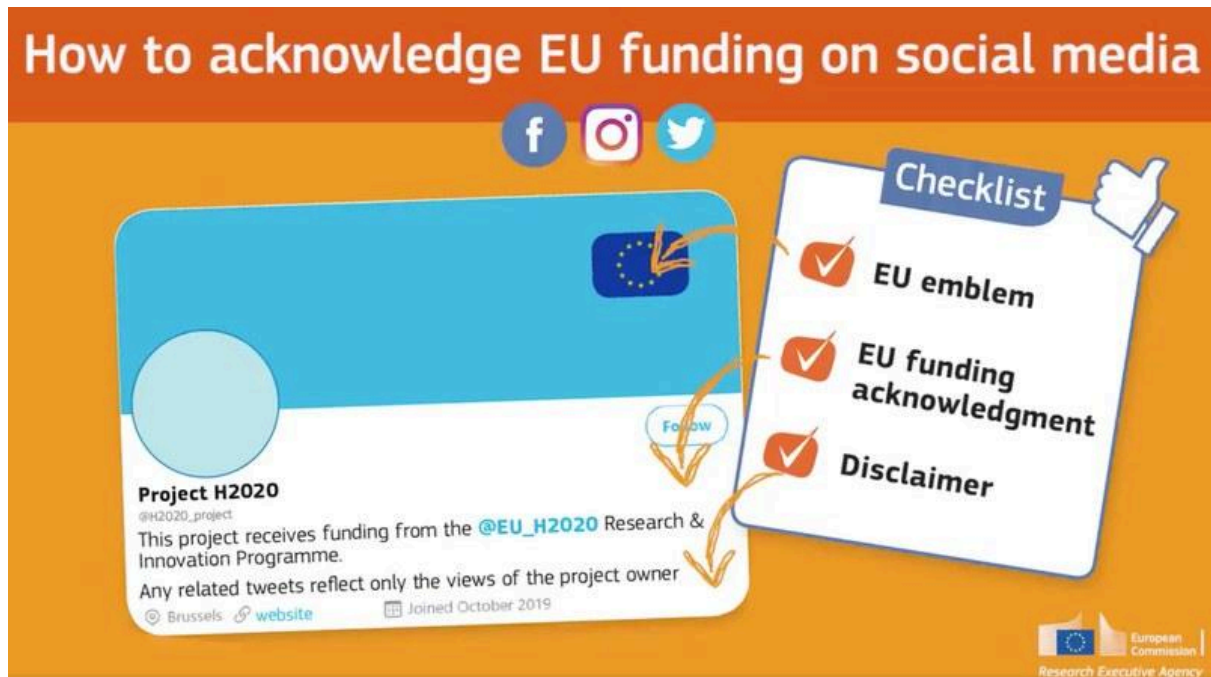 How to acknowledge EU funding on social media
Checklist
EU emblem
EU funding
acknowledgment
Disclaimer
Follow
Project H2020
@H2020_project
This project receives funding from the @EU_H2020 Research &
Innovation Programme.
Any related tweets reflect only the views of the project owner
Brussels website Joined October 2019
European
Commission
Research Executive Agency